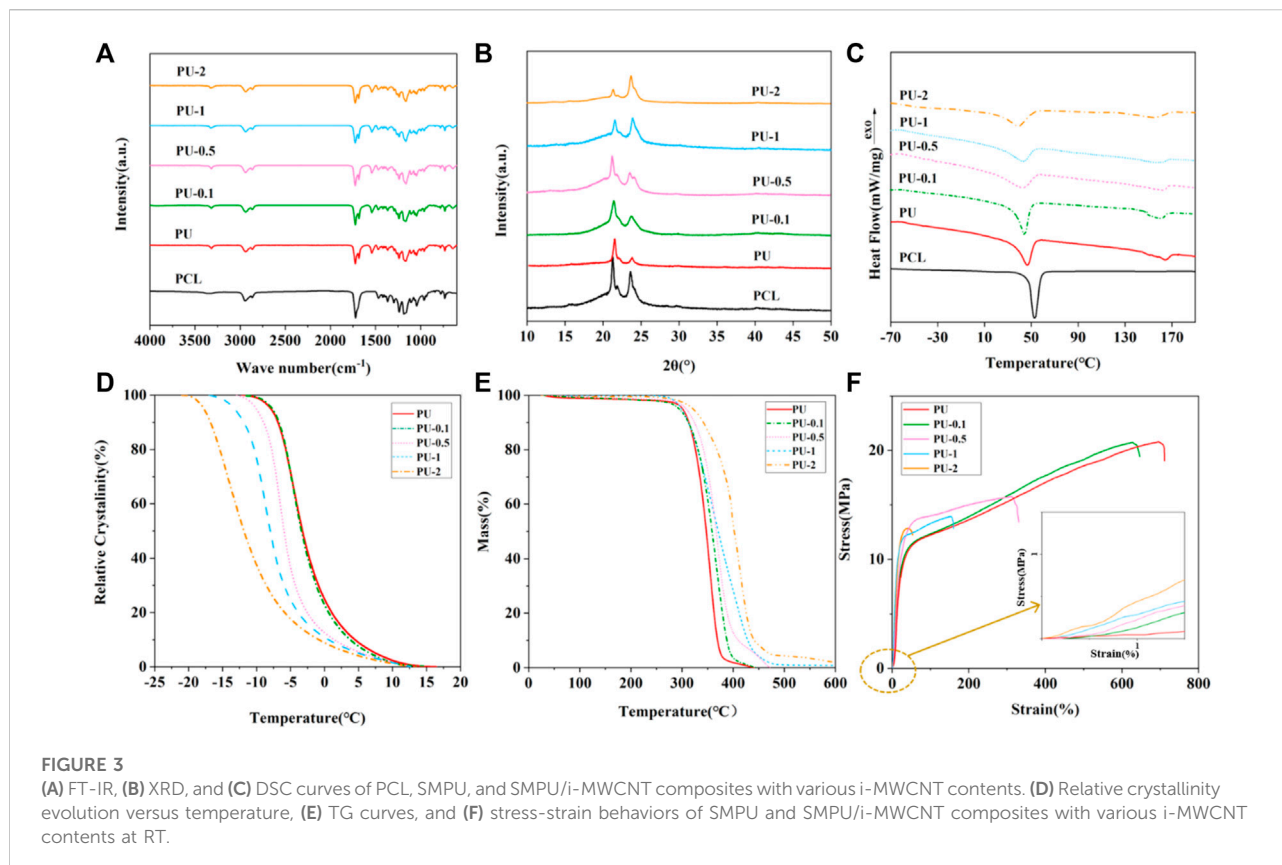 A
PU-2
PU-1
PU-0.5
PU-0.1
PU
PCL
Intensity(a.u.)
4000 3000 2000 1000
Wave number(cm⁻¹)
B
PU-2
PU-1
PU-0.5
PU-0.1
PU
PCL
Intensity(a.u.)
10 15 20 25 30 35 40 45 50
2θ(°)
C
PU-2
PU-1
PU-0.5
PU-0.1
PU
PCL
Heat Flow(mW/mg) exo
-70 -30 10 50 90 130 170
Temperature(℃)
D
100
80
60
40
20
0
Relative Crystalinity(%)
PU
PU-0.1
PU-0.5
PU-1
PU-2
-25 -20 -15 -10 -5 0 5 10 15 20
Temperature(℃)
E
100
80
60
40
20
0
Mass(%)
PU
PU-0.1
PU-0.5
PU-1
PU-2
0 100 200 300 400 500 600
Temperature(℃)
F
20
10
0
Stress(MPa)
PU
PU-0.1
PU-0.5
PU-1
PU-2
Stress(MPa)
1
1
Strain(%)
0 200 400 600 800
Strain(%)
FIGURE 3
(A) FT-IR, (B) XRD, and (C) DSC curves of PCL, SMPU, and SMPU/i-MWCNT composites with various i-MWCNT contents. (D) Relative crystallinity
evolution versus temperature, (E) TG curves, and (F) stress-strain behaviors of SMPU and SMPU/i-MWCNT composites with various i-MWCNT
contents at RT.